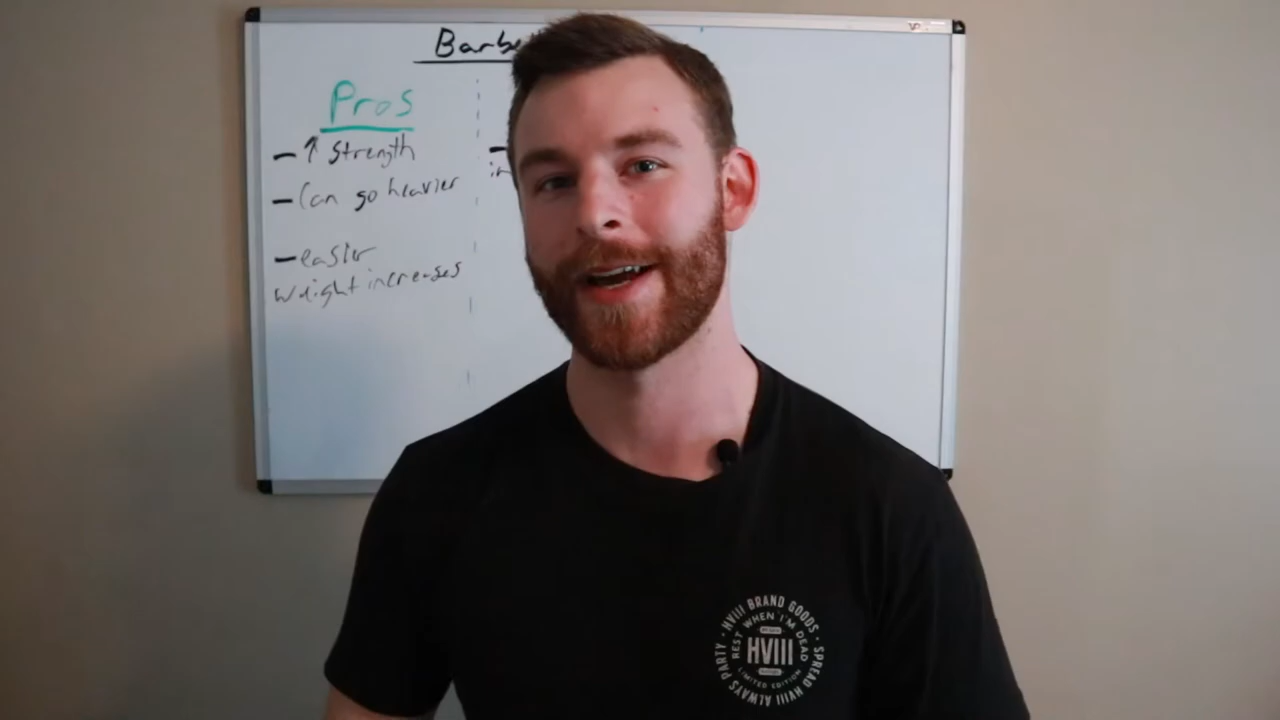 Barbe
Pros
- ↑ Strength
- Can go heavier
- easier
weight increases
-
in
HVIII BRAND GOODS · SPREAD HVIII ALWAYS PARTY ·
REST WHEN I'M DEAD
HVIII
LIMITED EDITION